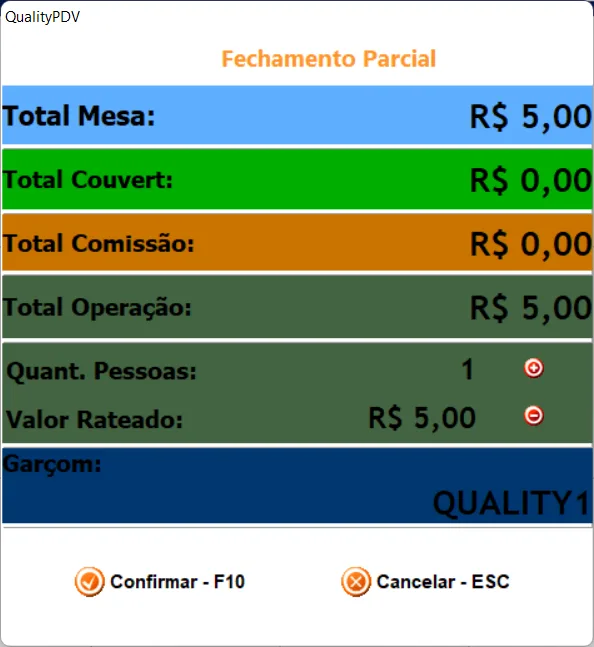 QualityPDV
Fechamento Parcial
Total Mesa: R$ 5,00
Total Couvert: R$ 0,00
Total Comissão: R$ 0,00
Total Operação: R$ 5,00
Quant. Pessoas: 1
Valor Rateado: R$ 5,00
Garçom:
QUALITY1
Confirmar - F10 Cancelar - ESC